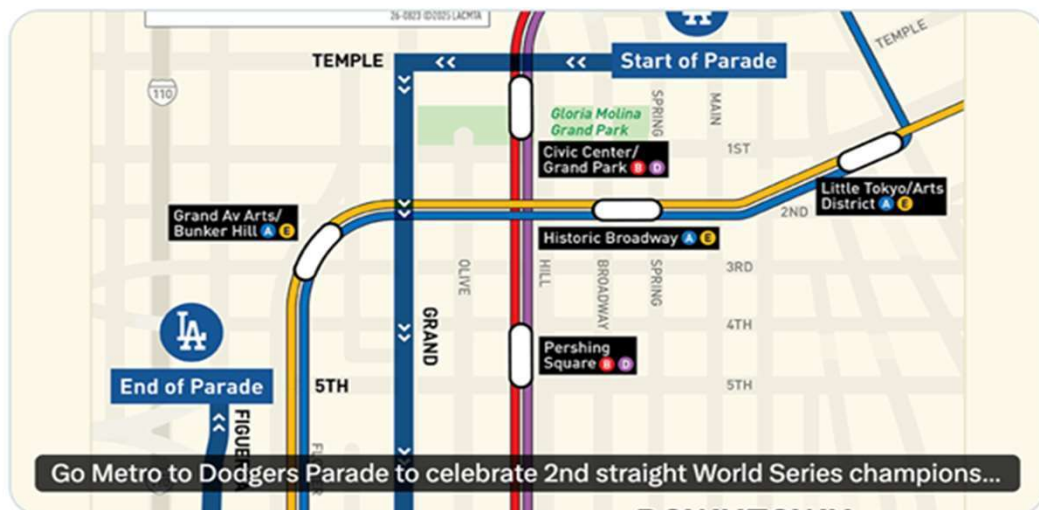 26-0823 ID2025 LACMTA
LA
TEMPLE
<<
<<
Start of Parade
TEMPLE
110
Gloria Molina
Grand Park
SPRING
MAIN
1ST
Civic Center/
Grand Park B D
Little Tokyo/Arts
District A E
Grand Av Arts/
Bunker Hill A E
2ND
Historic Broadway A E
OLIVE
HILL
BROADWAY
SPRING
3RD
LA
GRAND
4TH
Pershing
Square B D
End of Parade
5TH
5TH
Go Metro to Dodgers Parade to celebrate 2nd straight World Series champions...